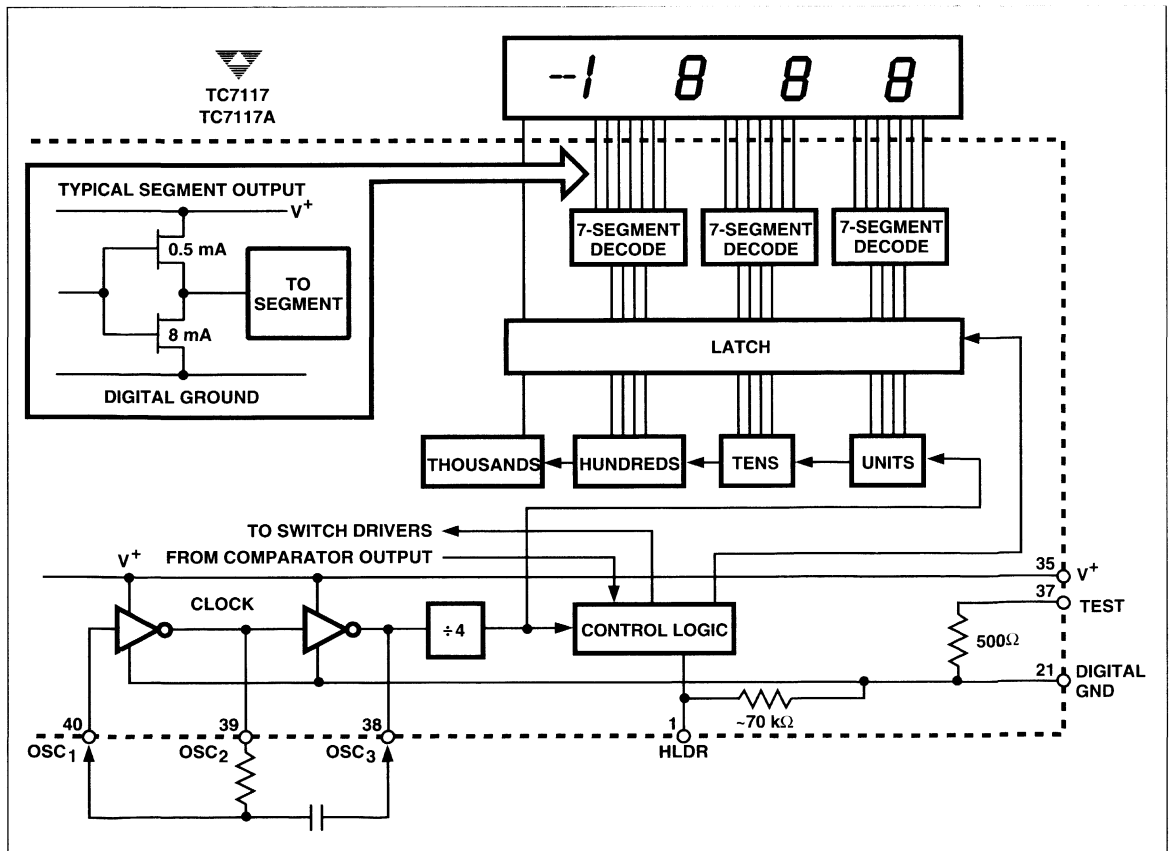 TC7117
TC7117A
--1 8 8 8
TYPICAL SEGMENT OUTPUT
V+
0.5 mA
TO
SEGMENT
8 mA
DIGITAL GROUND
7-SEGMENT
DECODE
7-SEGMENT
DECODE
7-SEGMENT
DECODE
LATCH
THOUSANDS
HUNDREDS
TENS
UNITS
TO SWITCH DRIVERS
FROM COMPARATOR OUTPUT
V+
CLOCK
÷4
CONTROL LOGIC
35
V+
37
TEST
500Ω
21
DIGITAL
GND
~70 kΩ
40
OSC1
39
OSC2
38
OSC3
1
HLDR